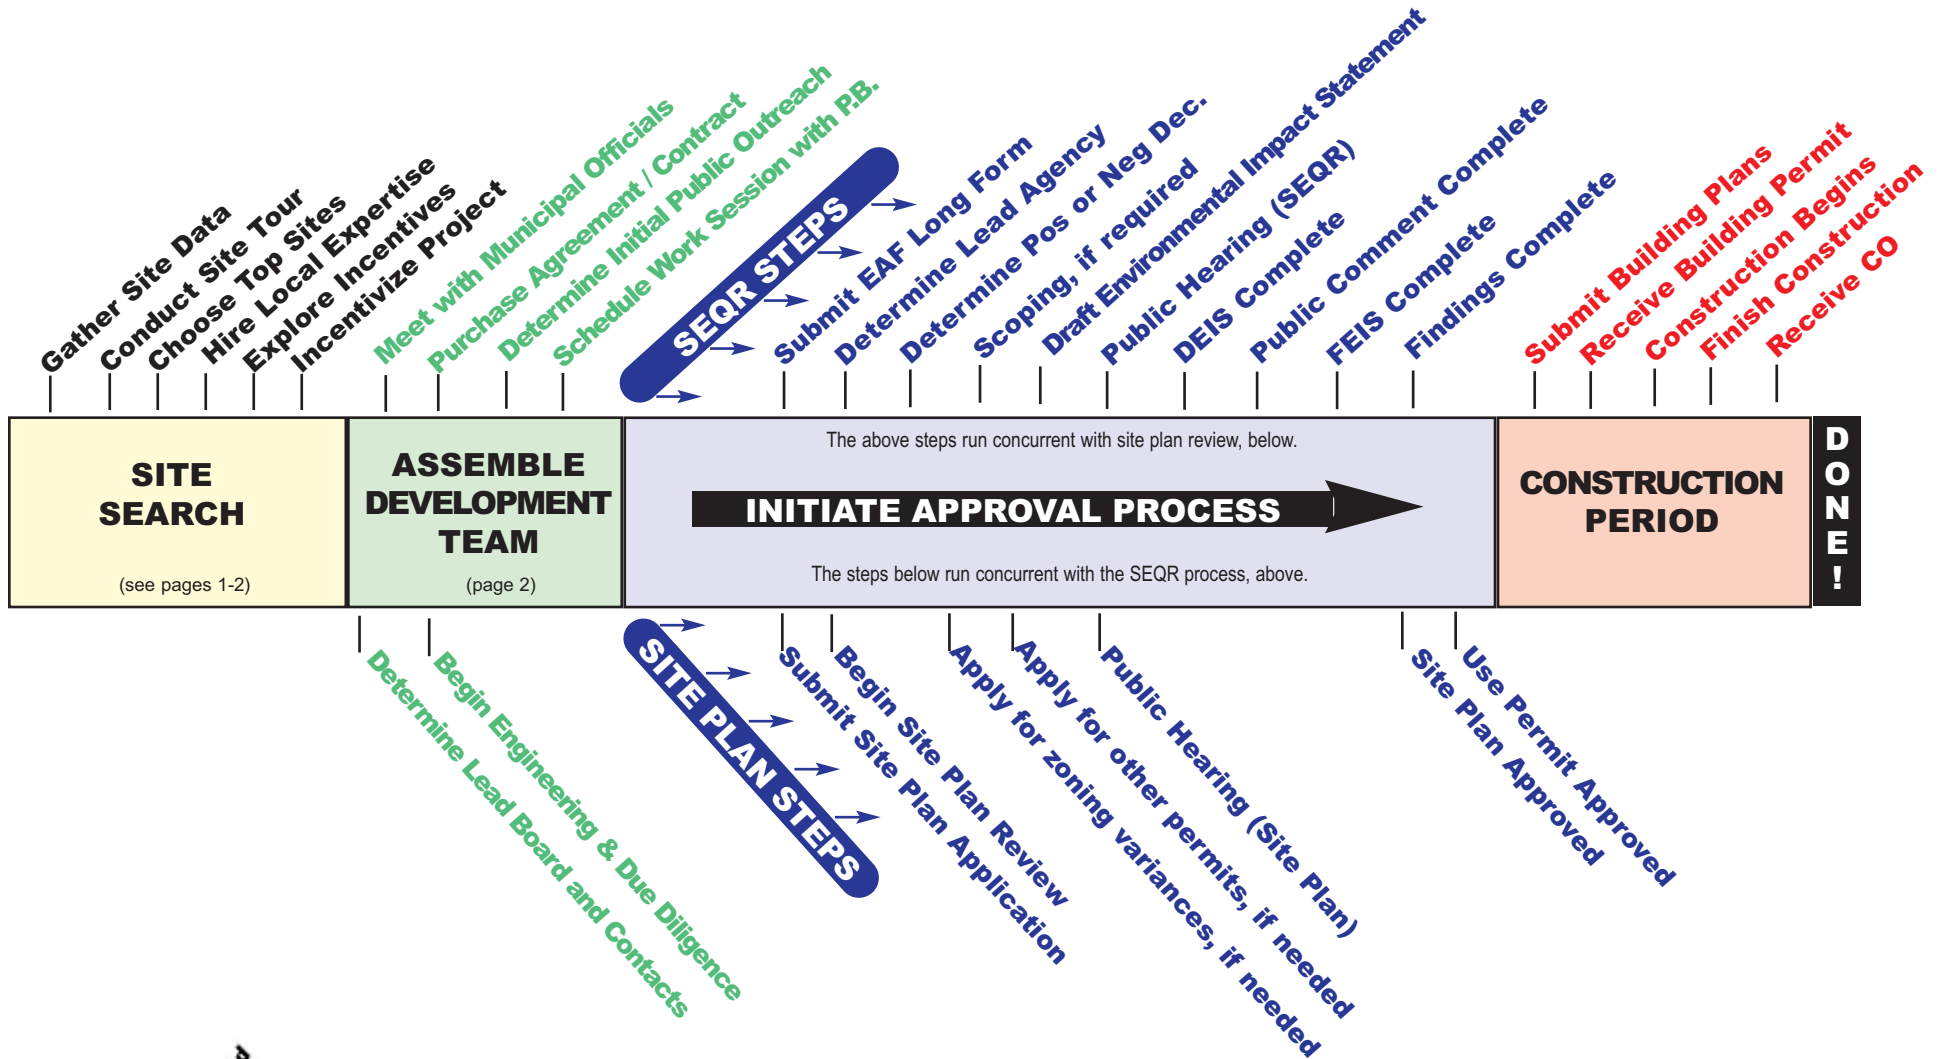 Gather Site Data
Conduct Site Tour
Choose Top Sites
Hire Local Expertise
Explore Incentives
Incentivize Project
Meet with Municipal Officials
Purchase Agreement / Contract
Determine Initial Public Outreach
Schedule Work Session with P.B.
SEQR STEPS
Submit EAF Long Form
Determine Lead Agency
Determine Pos or Neg Dec.
Scoping, if required
Draft Environmental Impact Statement
Public Hearing (SEQR)
DEIS Complete
Public Comment Complete
FEIS Complete
Findings Complete
Submit Building Plans
Receive Building Permit
Construction Begins
Finish Construction
Receive CO
SITE
SEARCH
(see pages 1-2)
ASSEMBLE
DEVELOPMENT
TEAM
(page 2)
The above steps run concurrent with site plan review, below.
INITIATE APPROVAL PROCESS
The steps below run concurrent with the SEQR process, above.
CONSTRUCTION
PERIOD
DONE!
Determine Lead Board and Contacts
Begin Engineering & Due Diligence
SITE PLAN STEPS
Submit Site Plan Application
Begin Site Plan Review
Apply for zoning variances, if needed
Apply for other permits, if needed
Public Hearing (Site Plan)
Site Plan Approved
Use Permit Approved